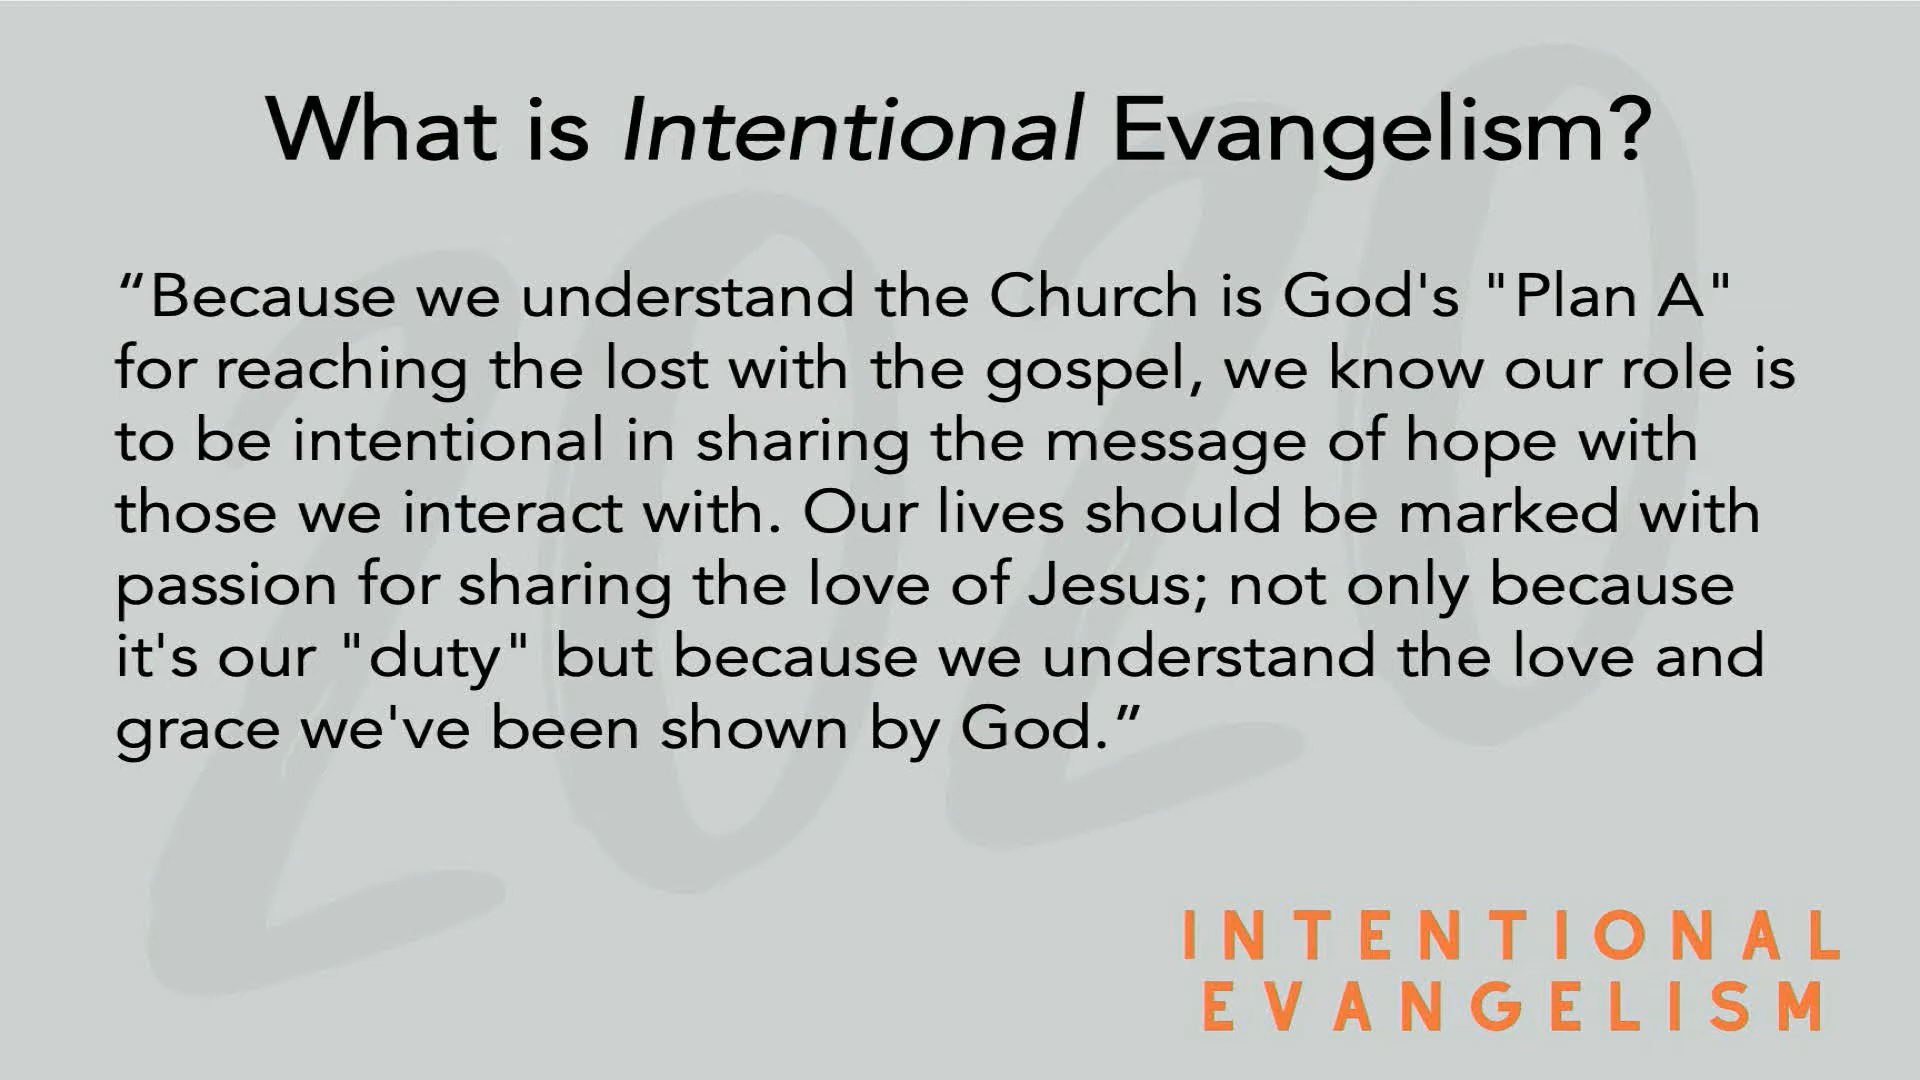 What is Intentional Evangelism?
“Because we understand the Church is God's "Plan A"
for reaching the lost with the gospel, we know our role is
to be intentional in sharing the message of hope with
those we interact with. Our lives should be marked with
passion for sharing the love of Jesus; not only because
it's our "duty" but because we understand the love and
grace we've been shown by God.”
2020
INTENTIONAL
EVANGELISM